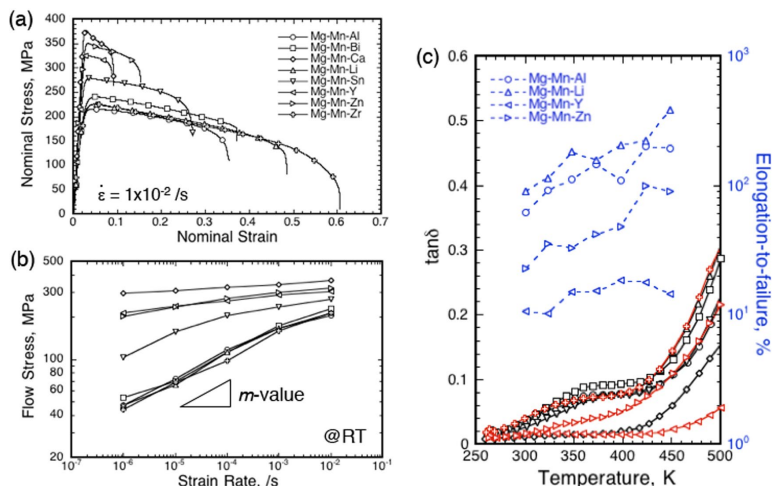 (a)
400
350
300
250
200
150
100
50
0
Nominal Stress, MPa
Mg-Mn-Al
Mg-Mn-Bi
Mg-Mn-Ca
Mg-Mn-Li
Mg-Mn-Sn
Mg-Mn-Y
Mg-Mn-Zn
Mg-Mn-Zr
ε̇ = 1x10⁻² /s
0 0.1 0.2 0.3 0.4 0.5 0.6 0.7
Nominal Strain
(b)
500
300
100
80
60
40
20
Flow Stress, MPa
m-value
@RT
10⁻⁷ 10⁻⁶ 10⁻⁵ 10⁻⁴ 10⁻³ 10⁻² 10⁻¹
Strain Rate, /s
(c)
0.6
0.5
0.4
0.3
0.2
0.1
0
tanδ
Mg-Mn-Al
Mg-Mn-Li
Mg-Mn-Y
Mg-Mn-Zn
10³
10²
10¹
10⁰
Elongation-to-failure, %
250 300 350 400 450 500
Temperature, K